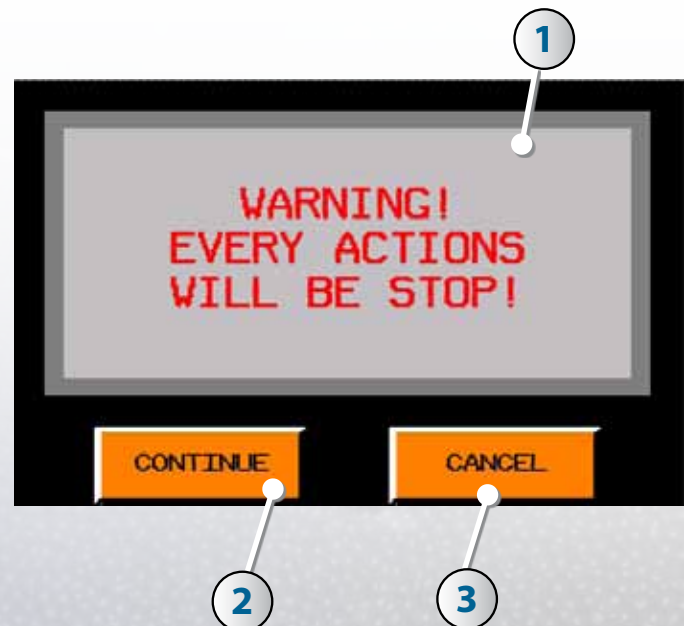 1
WARNING!
EVERY ACTIONS
WILL BE STOP!
CONTINUE
CANCEL
2
3